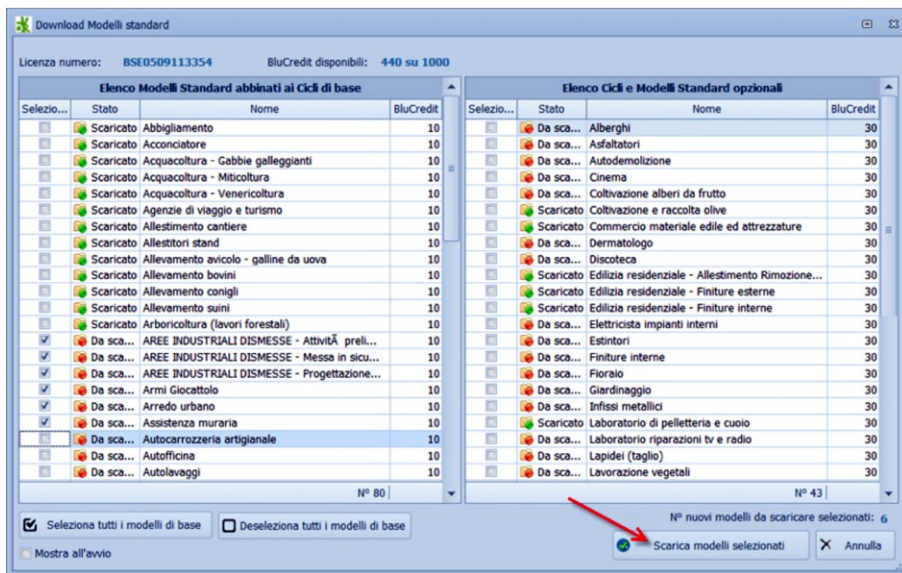 Download Modelli standard
Licenza numero: BSE0509113354 BluCredit disponibili: 440 su 1000
Elenco Modelli Standard abbinati ai Cicli di base
Selezio... Stato Nome BluCredit
Scaricato Abbigliamento 10
Scaricato Acconciatore 10
Scaricato Acquacoltura - Gabbie galleggianti 10
Scaricato Acquacoltura - Miticoltura 10
Scaricato Acquacoltura - Venericoltura 10
Scaricato Agenzie di viaggio e turismo 10
Scaricato Allestimento cantiere 10
Scaricato Allestitori stand 10
Scaricato Allevamento avicolo - galline da uova 10
Scaricato Allevamento bovini 10
Scaricato Allevamento conigli 10
Scaricato Allevamento suini 10
Scaricato Arboricoltura (lavori forestali) 10
Da sca... AREE INDUSTRIALI DISMESSE - AttivitÃ preli... 10
Da sca... AREE INDUSTRIALI DISMESSE - Messa in sicu... 10
Da sca... AREE INDUSTRIALI DISMESSE - Progettazione... 10
Da sca... Armi Giocattolo 10
Da sca... Arredo urbano 10
Da sca... Assistenza muraria 10
Da sca... Autocarrozzeria artigianale 10
Da sca... Autofficina 10
Da sca... Autolavaggi 10
N° 80
Elenco Cicli e Modelli Standard opzionali
Selezio... Stato Nome BluCredit
Da sca... Alberghi 30
Da sca... Asfaltatori 30
Da sca... Autodemolizione 30
Da sca... Cinema 30
Da sca... Coltivazione alberi da frutto 30
Scaricato Coltivazione e raccolta olive 30
Scaricato Commercio materiale edile ed attrezzature 30
Da sca... Dermatologo 30
Da sca... Discoteca 30
Scaricato Edilizia residenziale - Allestimento Rimozione... 30
Scaricato Edilizia residenziale - Finiture esterne 30
Scaricato Edilizia residenziale - Finiture interne 30
Da sca... Elettricista impianti interni 30
Da sca... Estintori 30
Da sca... Finiture interne 30
Da sca... Fioraio 30
Da sca... Giardinaggio 30
Da sca... Infissi metallici 30
Scaricato Laboratorio di pelletteria e cuoio 30
Da sca... Laboratorio riparazioni tv e radio 30
Da sca... Lapidei (taglio) 30
Da sca... Lavorazione vegetali 30
N° 43
Seleziona tutti i modelli di base Deseleziona tutti i modelli di base
N° nuovi modelli da scaricare selezionati: 6
Mostra all'avvio
Scarica modelli selezionati Annulla